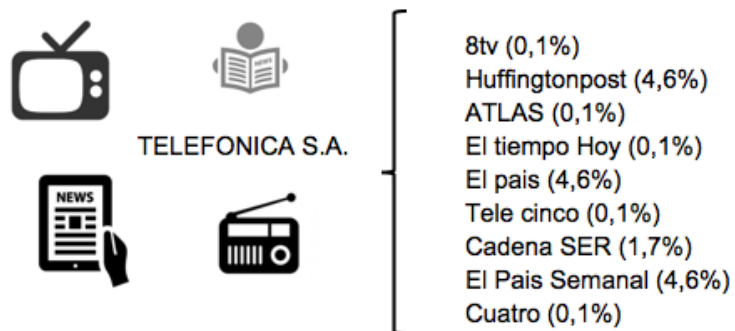 NEWS
TELEFONICA S.A.
NEWS
8tv (0,1%)
Huffingtonpost (4,6%)
ATLAS (0,1%)
El tiempo Hoy (0,1%)
El pais (4,6%)
Tele cinco (0,1%)
Cadena SER (1,7%)
El Pais Semanal (4,6%)
Cuatro (0,1%)